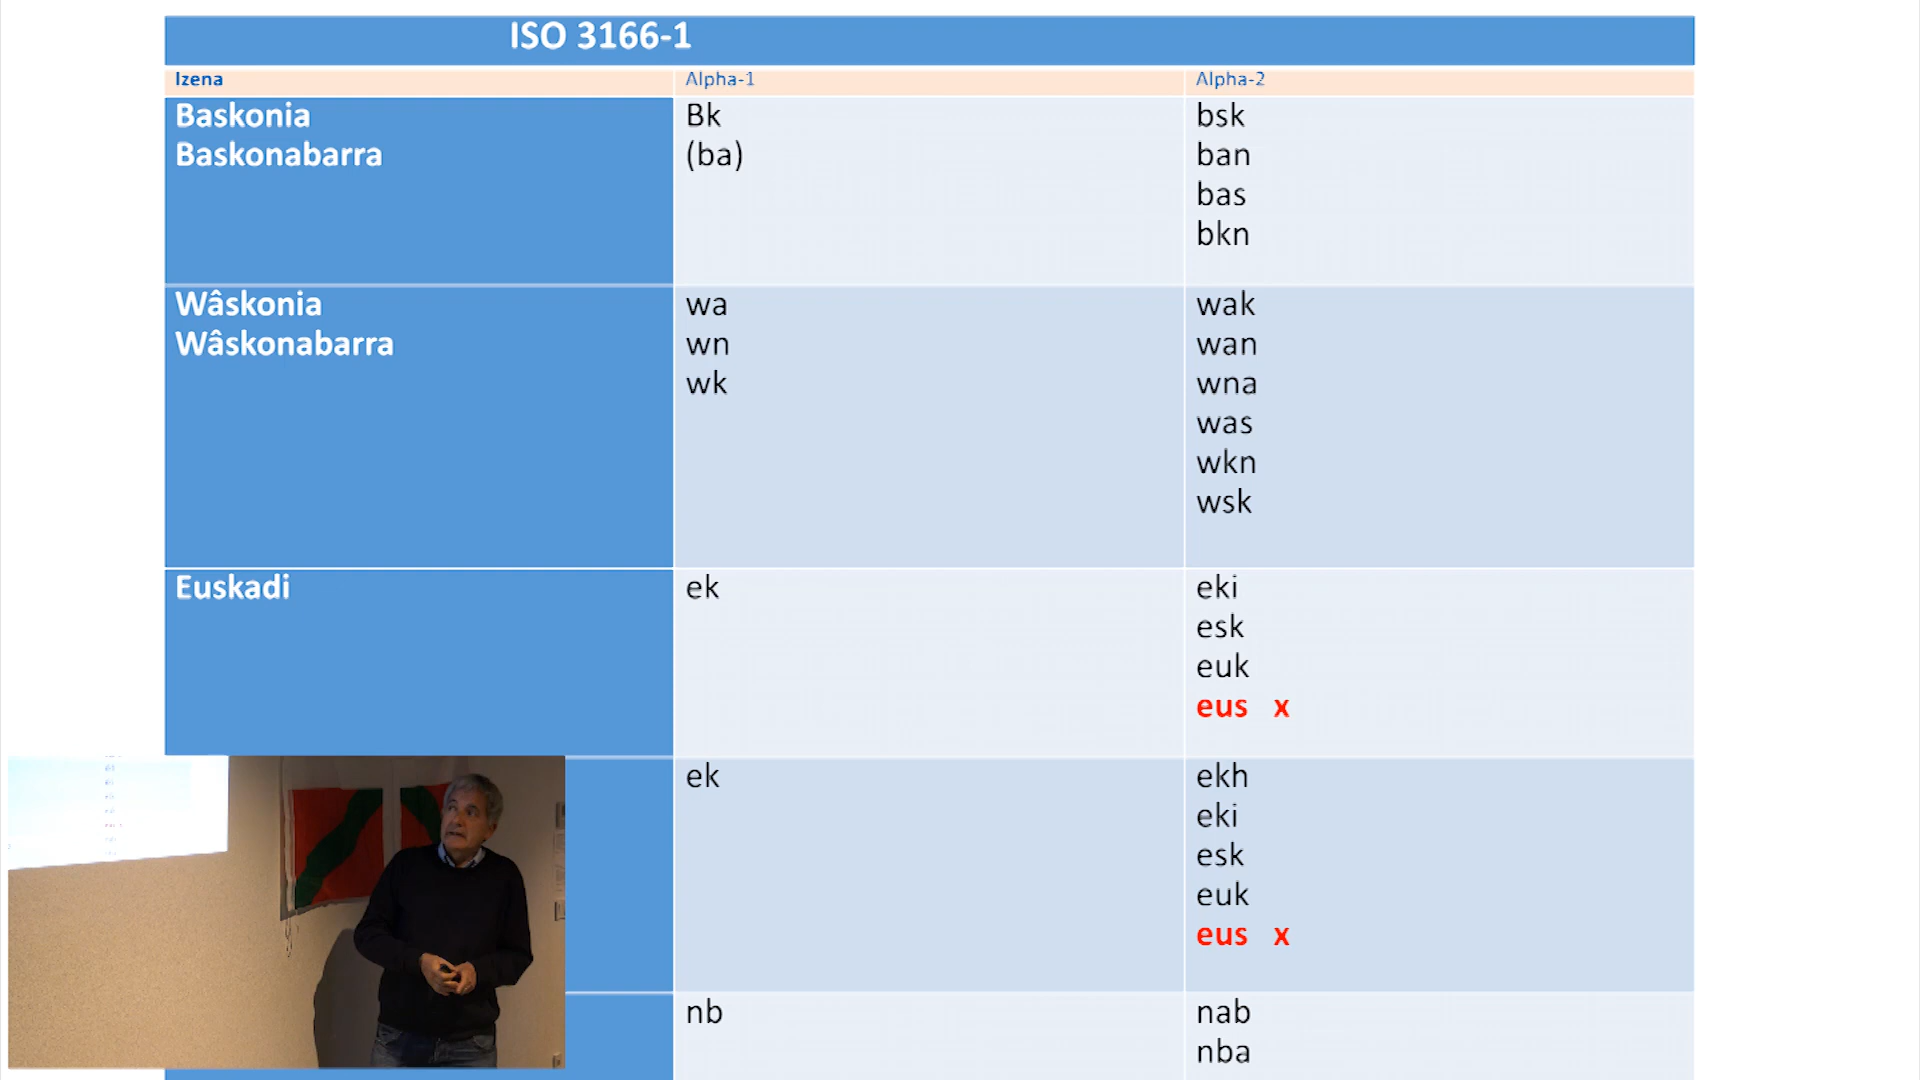 ISO 3166-1
Izena Alpha-1 Alpha-2
Baskonia Bk bsk
Baskonabarra (ba) ban
bas
bkn
Wâskonia wa wak
Wâskonabarra wn wan
wk wna
was
wkn
wsk
Euskadi ek eki
esk
euk
eus x
ek ekh
eki
esk
euk
eus x
nb nab
nba